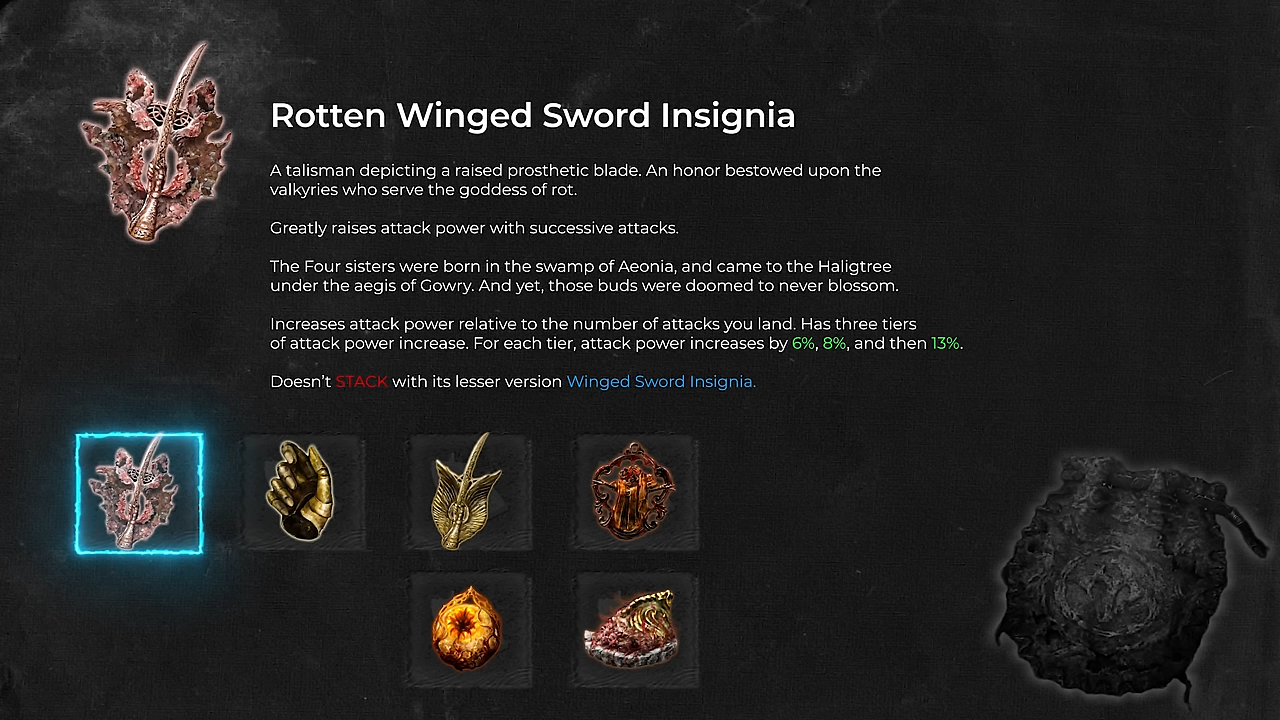 Rotten Winged Sword Insignia
A talisman depicting a raised prosthetic blade. An honor bestowed upon the
valkyries who serve the goddess of rot.
Greatly raises attack power with successive attacks.
The Four sisters were born in the swamp of Aeonia, and came to the Haligtree
under the aegis of Gowry. And yet, those buds were doomed to never blossom.
Increases attack power relative to the number of attacks you land. Has three tiers
of attack power increase. For each tier, attack power increases by 6%, 8%, and then 13%.
Doesn’t STACK with its lesser version Winged Sword Insignia.